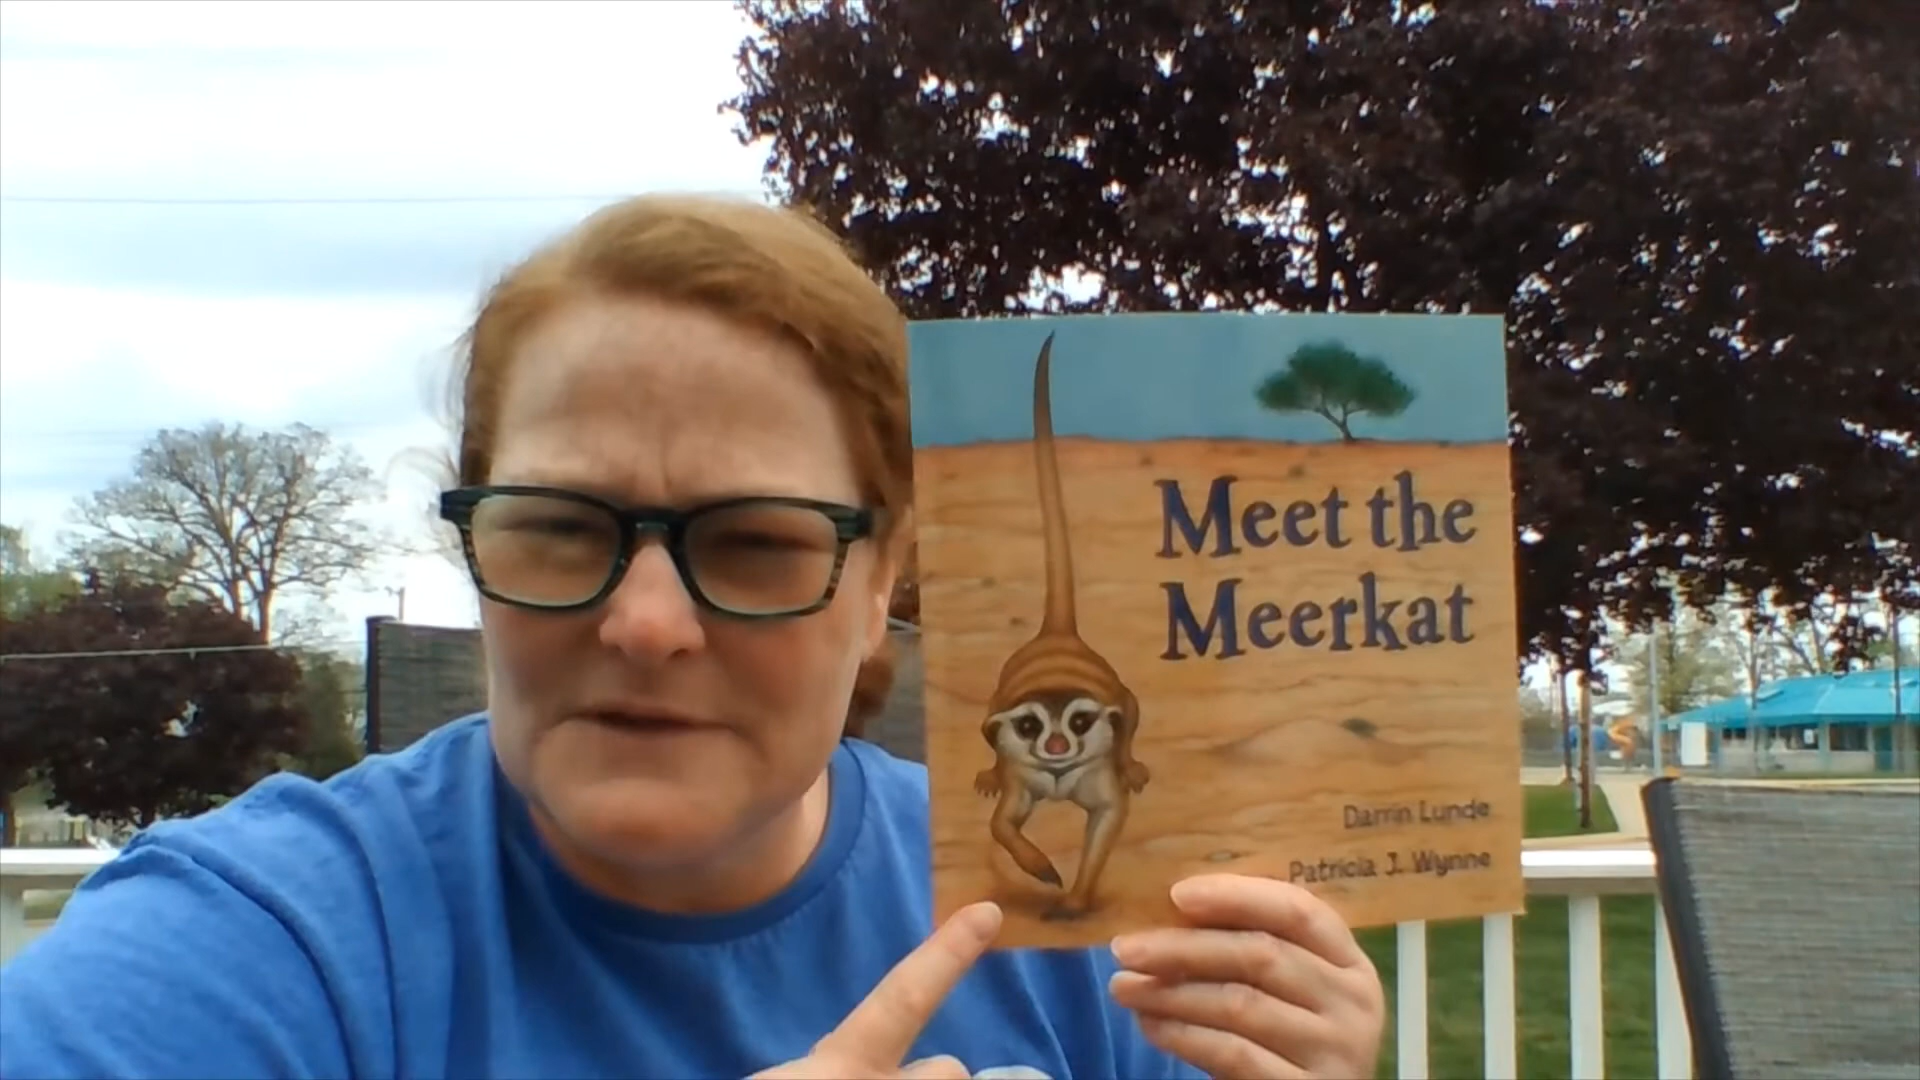 Meet the
Meerkat
Darrin Lunde
Patricia J. Wynne